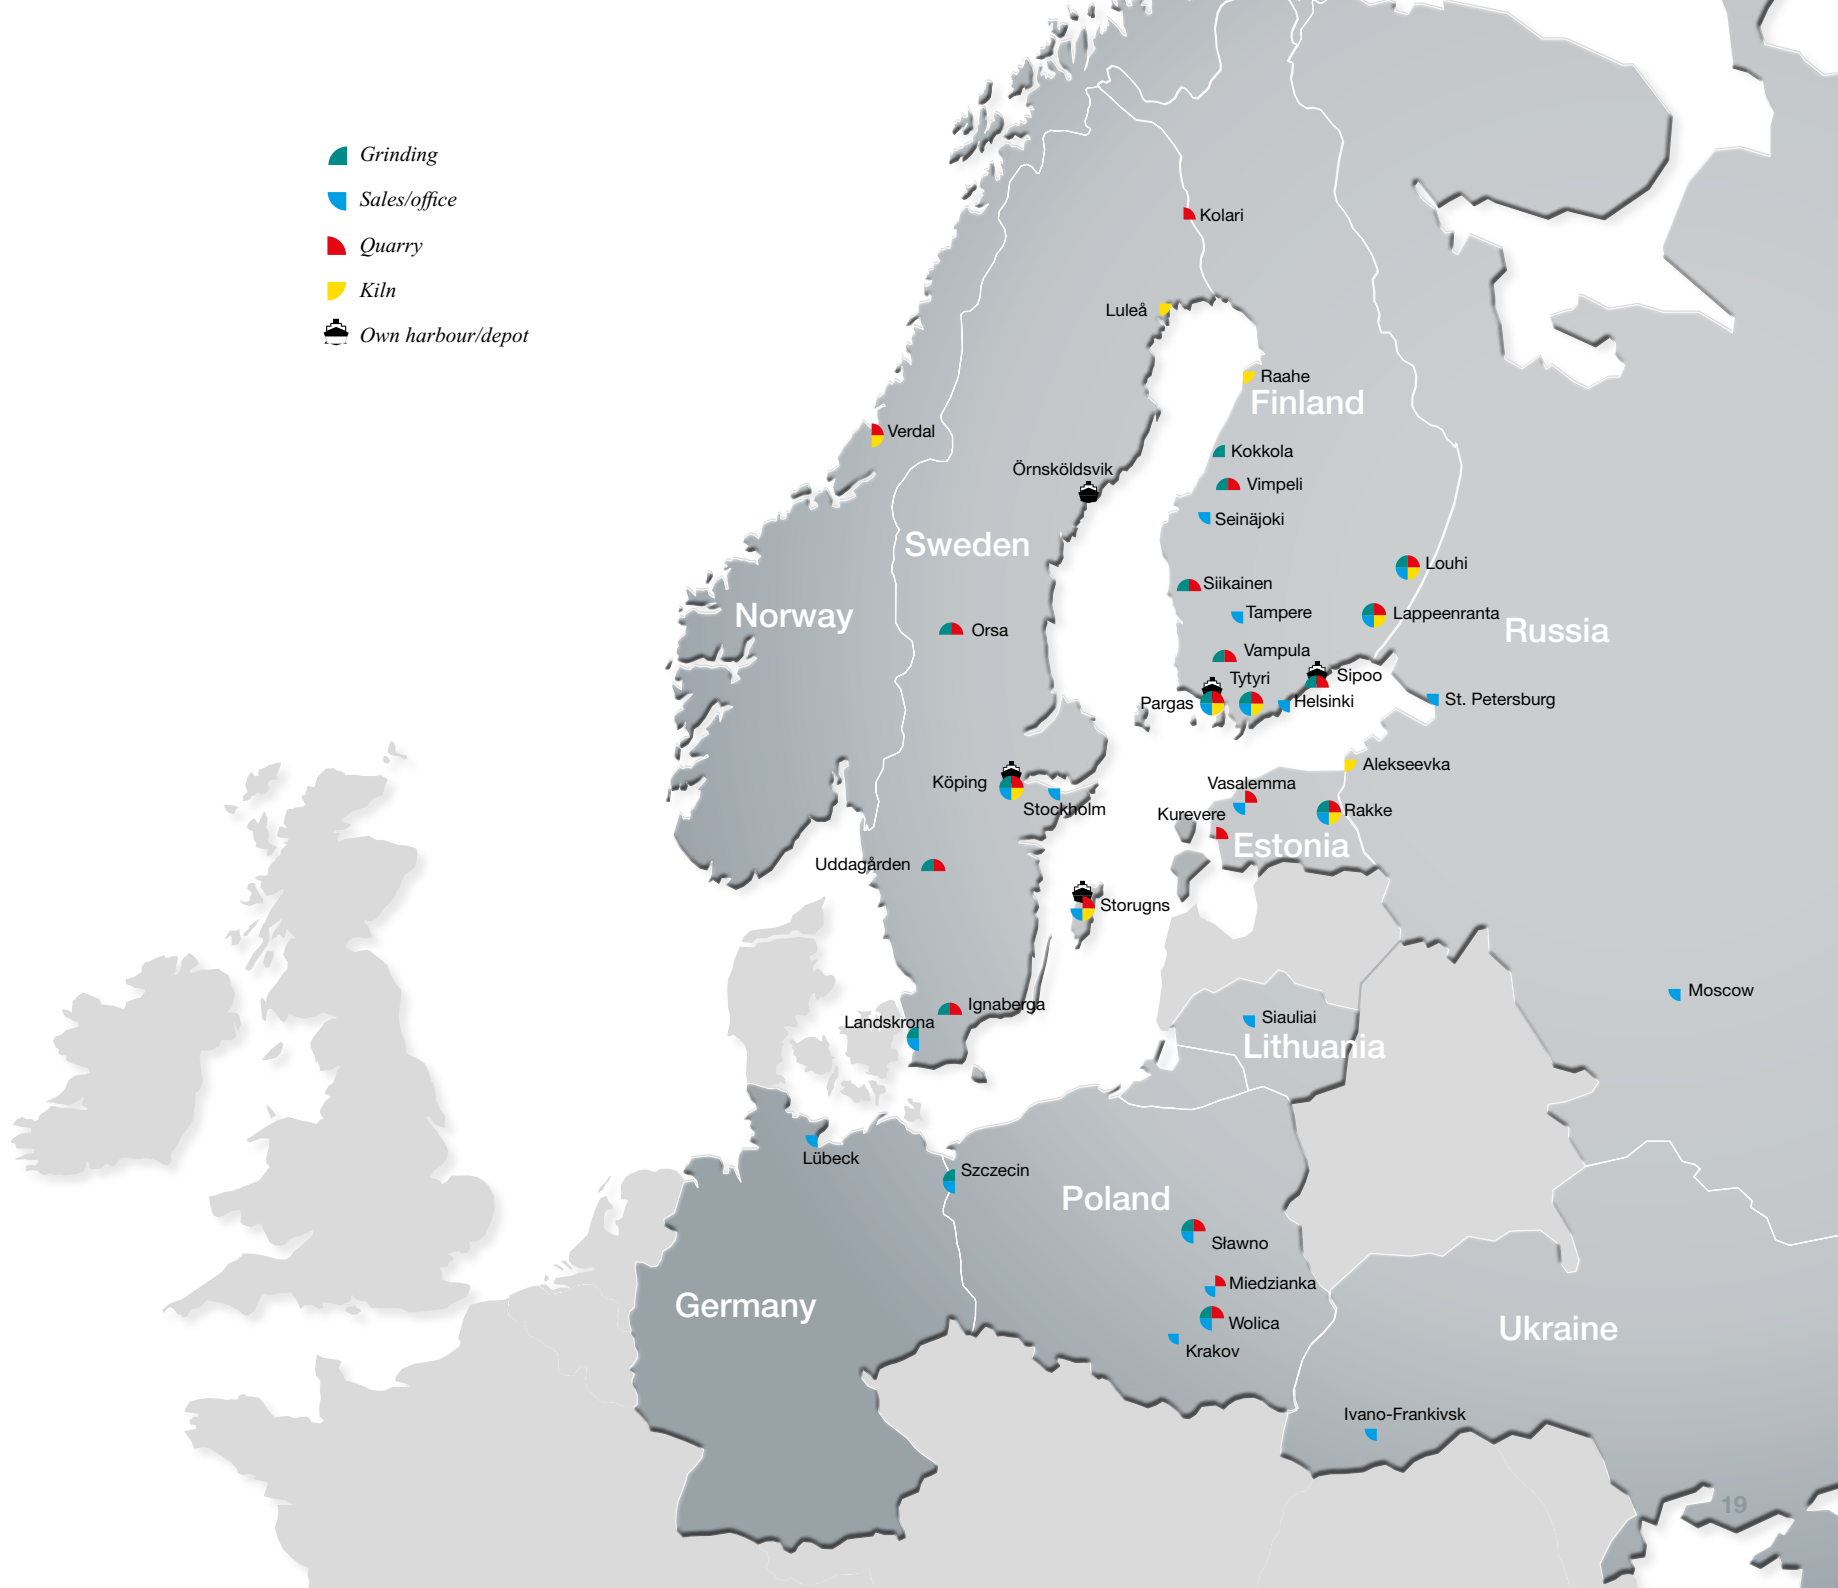 Grinding
Sales/office
Quarry
Kiln
Own harbour/depot
Kolari
Luleå
Raahe
Finland
Verdal
Kokkola
Örnsköldsvik
Vimpeli
Seinäjoki
Sweden
Louhi
Siikainen
Tampere
Lappeenranta
Norway
Orsa
Russia
Vampula
Tytyri
Sipoo
Pargas
Helsinki
St. Petersburg
Alekseevka
Köping
Vasalemma
Stockholm
Kurevere
Rakke
Estonia
Uddagården
Storugns
Moscow
Ignaberga
Landskrona
Siauliai
Lithuania
Lübeck
Szczecin
Poland
Sławno
Miedzianka
Germany
Wolica
Ukraine
Krakov
Ivano-Frankivsk
19